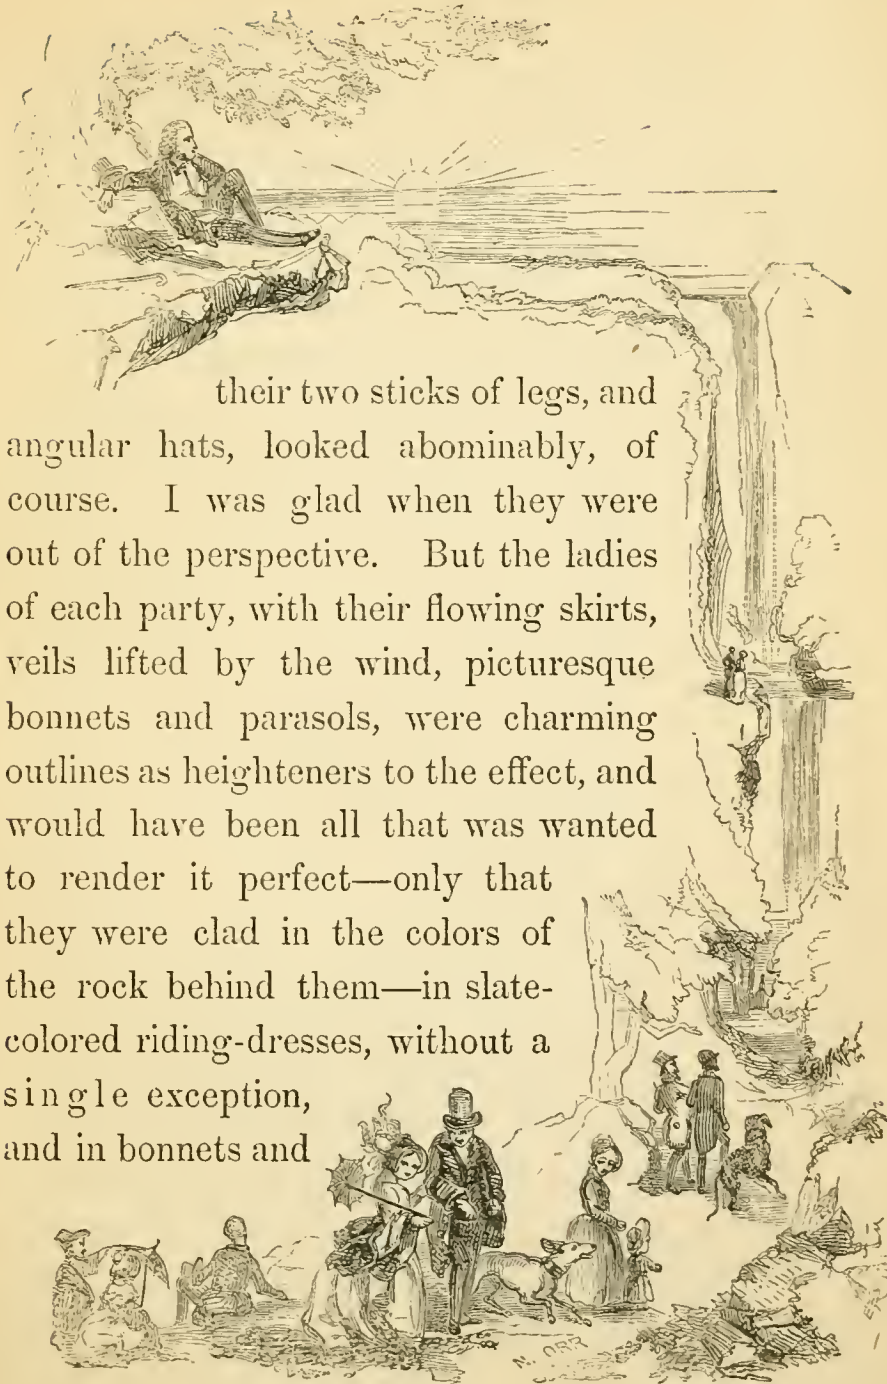 their two sticks of legs, and
angular hats, looked abominably, of
course. I was glad when they were
out of the perspective. But the ladies
of each party, with their flowing skirts,
veils lifted by the wind, picturesque
bonnets and parasols, were charming
outlines as heighteners to the effect, and
would have been all that was wanted
to render it perfect—only that
they were clad in the colors of
the rock behind them—in slate-
colored riding-dresses, without a
single exception,
and in bonnets and
N. ORR